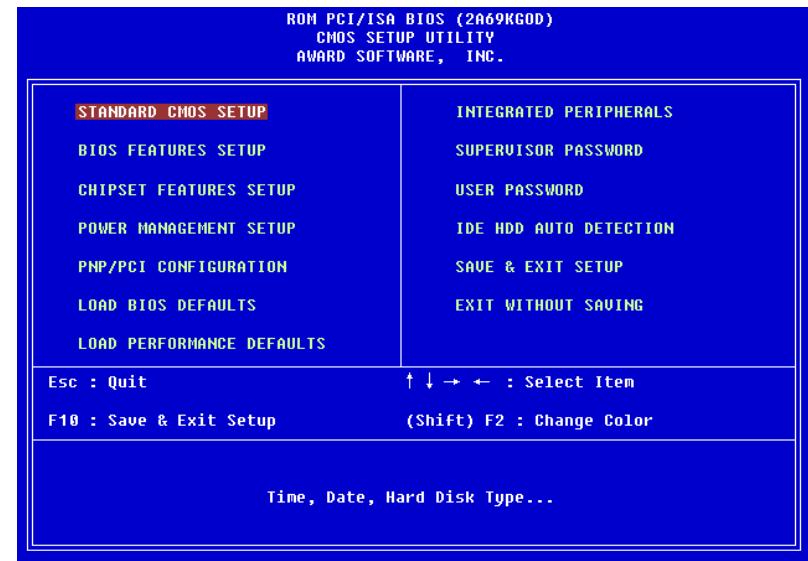 ROM PCI/ISA BIOS (2A69KGOD)
CMOS SETUP UTILITY
AWARD SOFTWARE, INC.
STANDARD CMOS SETUP
BIOS FEATURES SETUP
CHIPSET FEATURES SETUP
POWER MANAGEMENT SETUP
PNP/PCI CONFIGURATION
LOAD BIOS DEFAULTS
LOAD PERFORMANCE DEFAULTS
INTEGRATED PERIPHERALS
SUPERVISOR PASSWORD
USER PASSWORD
IDE HDD AUTO DETECTION
SAVE & EXIT SETUP
EXIT WITHOUT SAVING
Esc : Quit
F10 : Save & Exit Setup
↑ ↓ → ← : Select Item
(Shift) F2 : Change Color
Time, Date, Hard Disk Type...